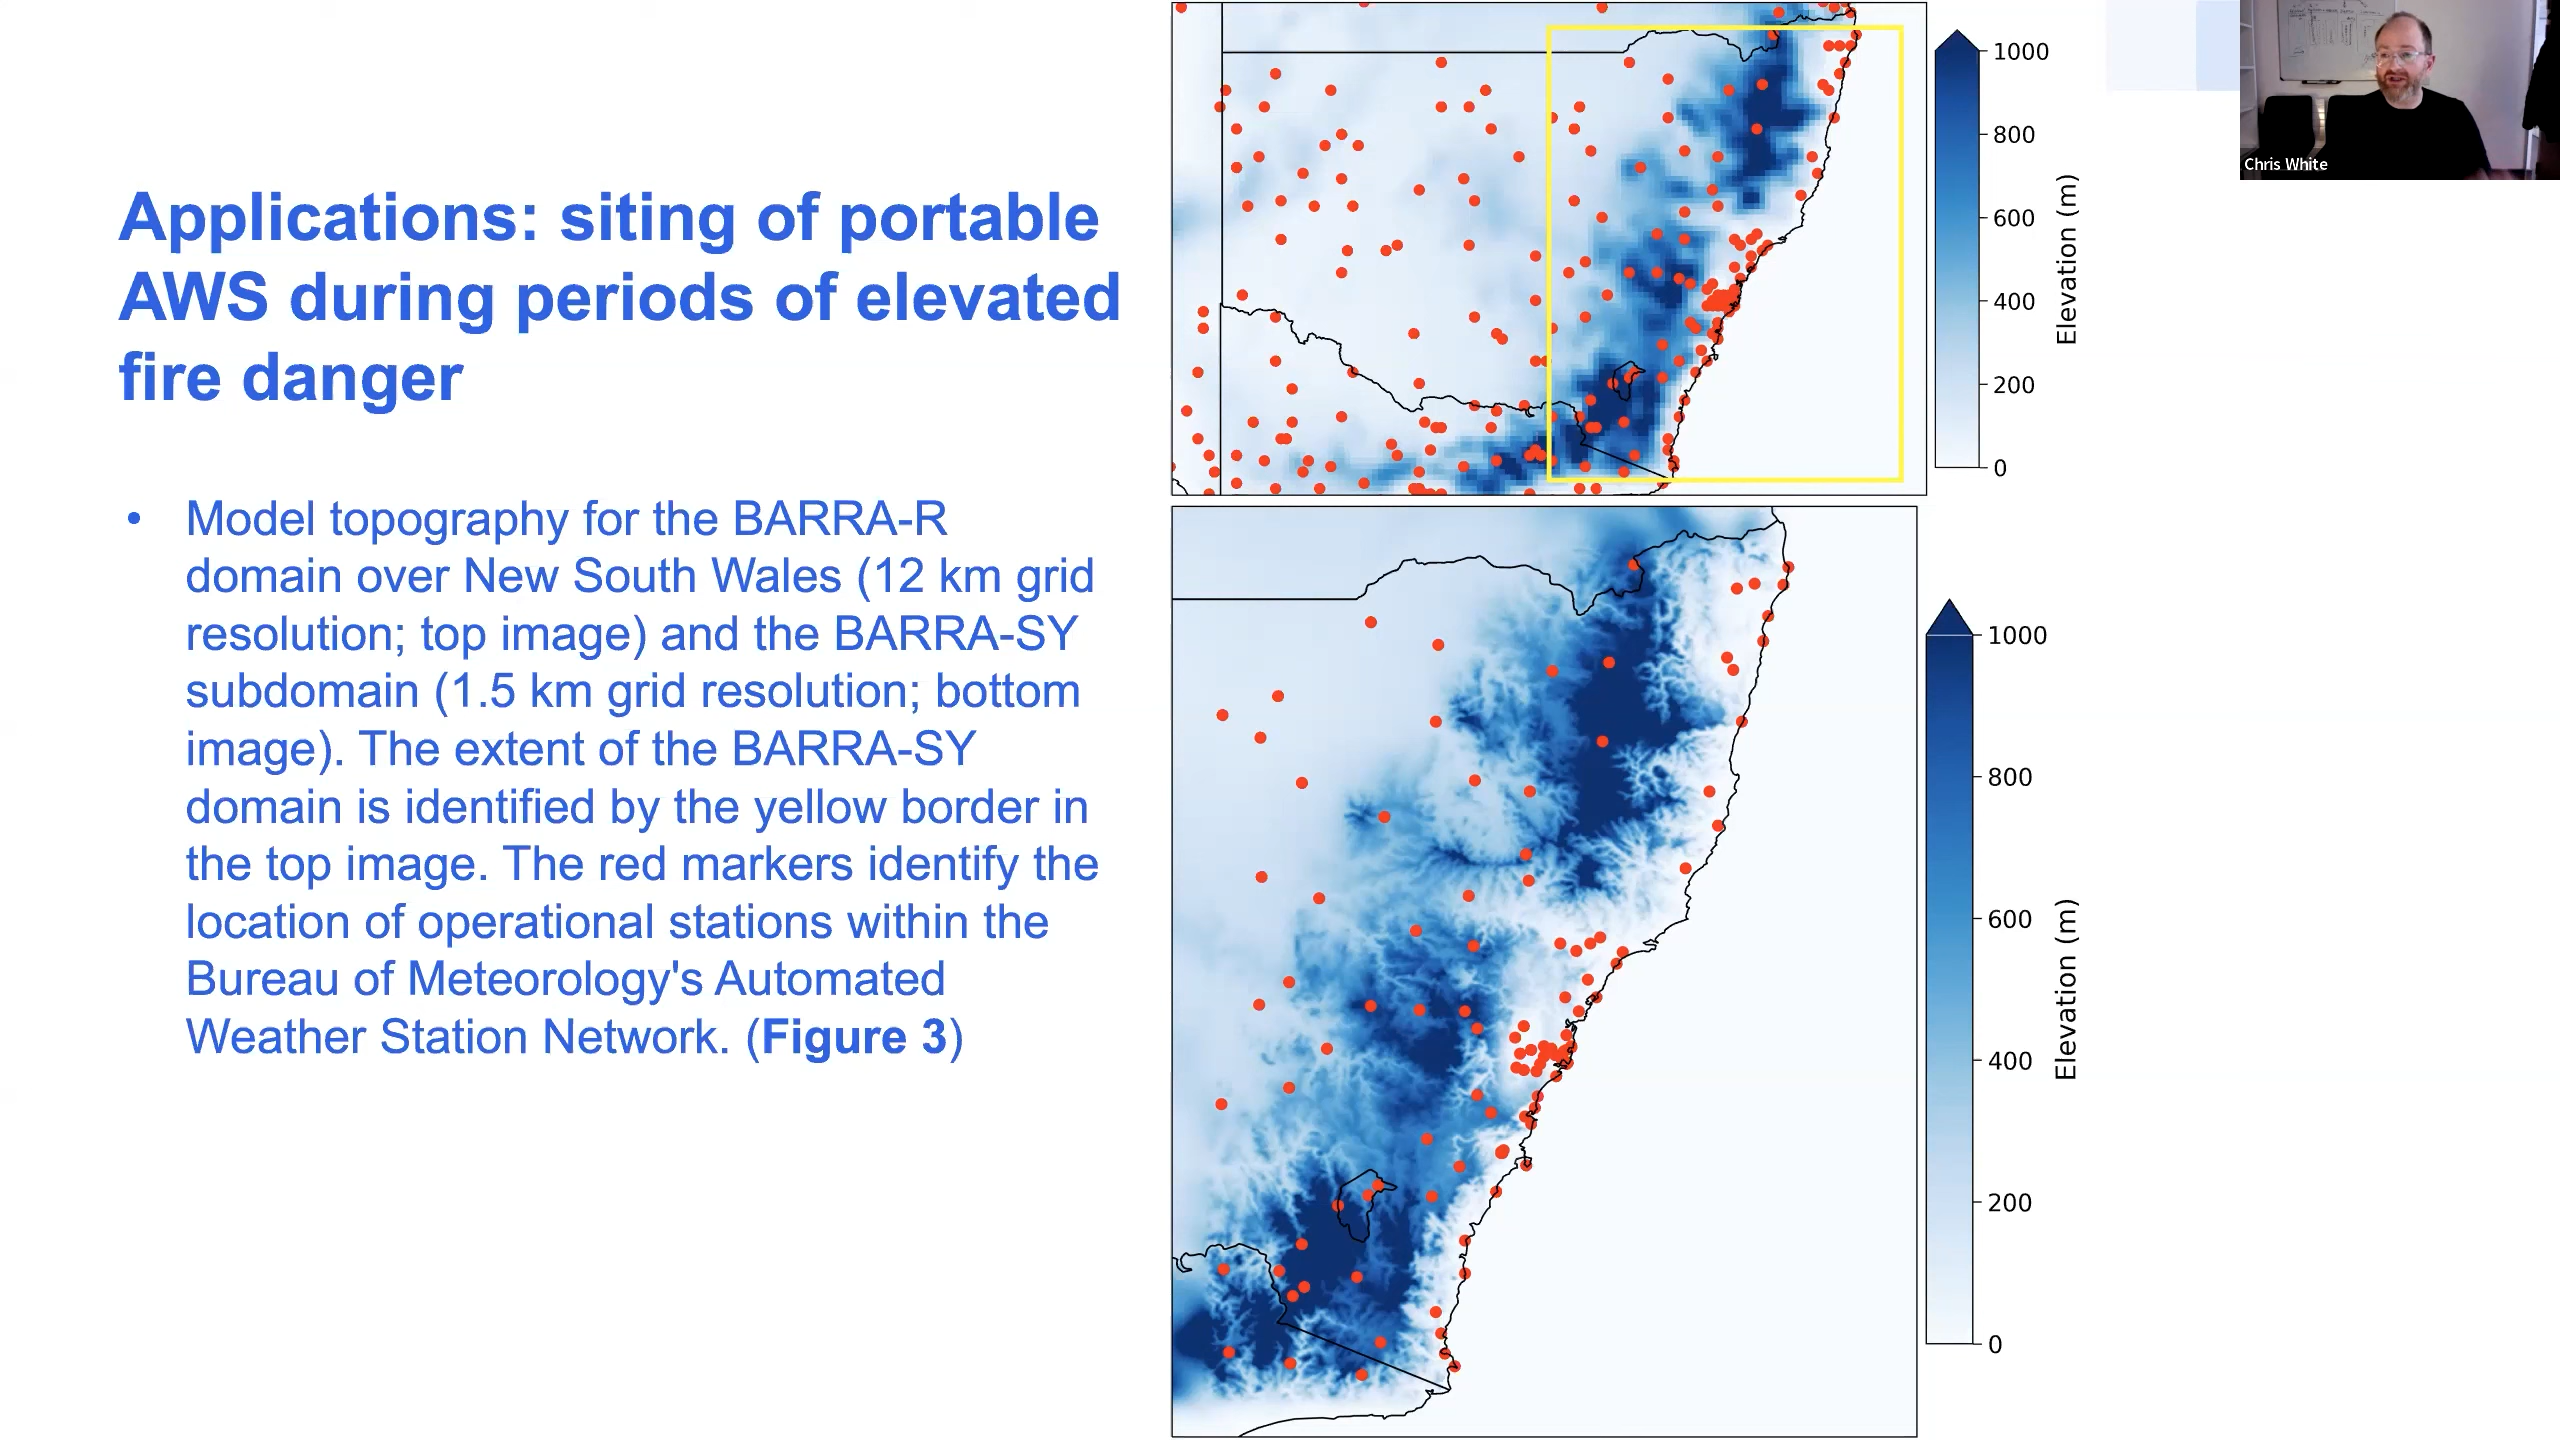 Applications: siting of portable
AWS during periods of elevated
fire danger
• Model topography for the BARRA-R
domain over New South Wales (12 km grid
resolution; top image) and the BARRA-SY
subdomain (1.5 km grid resolution; bottom
image). The extent of the BARRA-SY
domain is identified by the yellow border in
the top image. The red markers identify the
location of operational stations within the
Bureau of Meteorology's Automated
Weather Station Network. (Figure 3)
1000
800
600
400
200
0
Elevation (m)
1000
800
600
400
200
0
Elevation (m)
Chris White